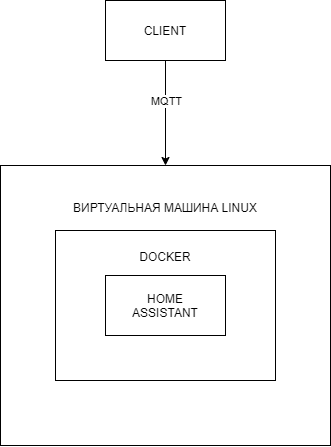 CLIENT
MQTT
ВИРТУАЛЬНАЯ МАШИНА LINUX
DOCKER
HOME
ASSISTANT